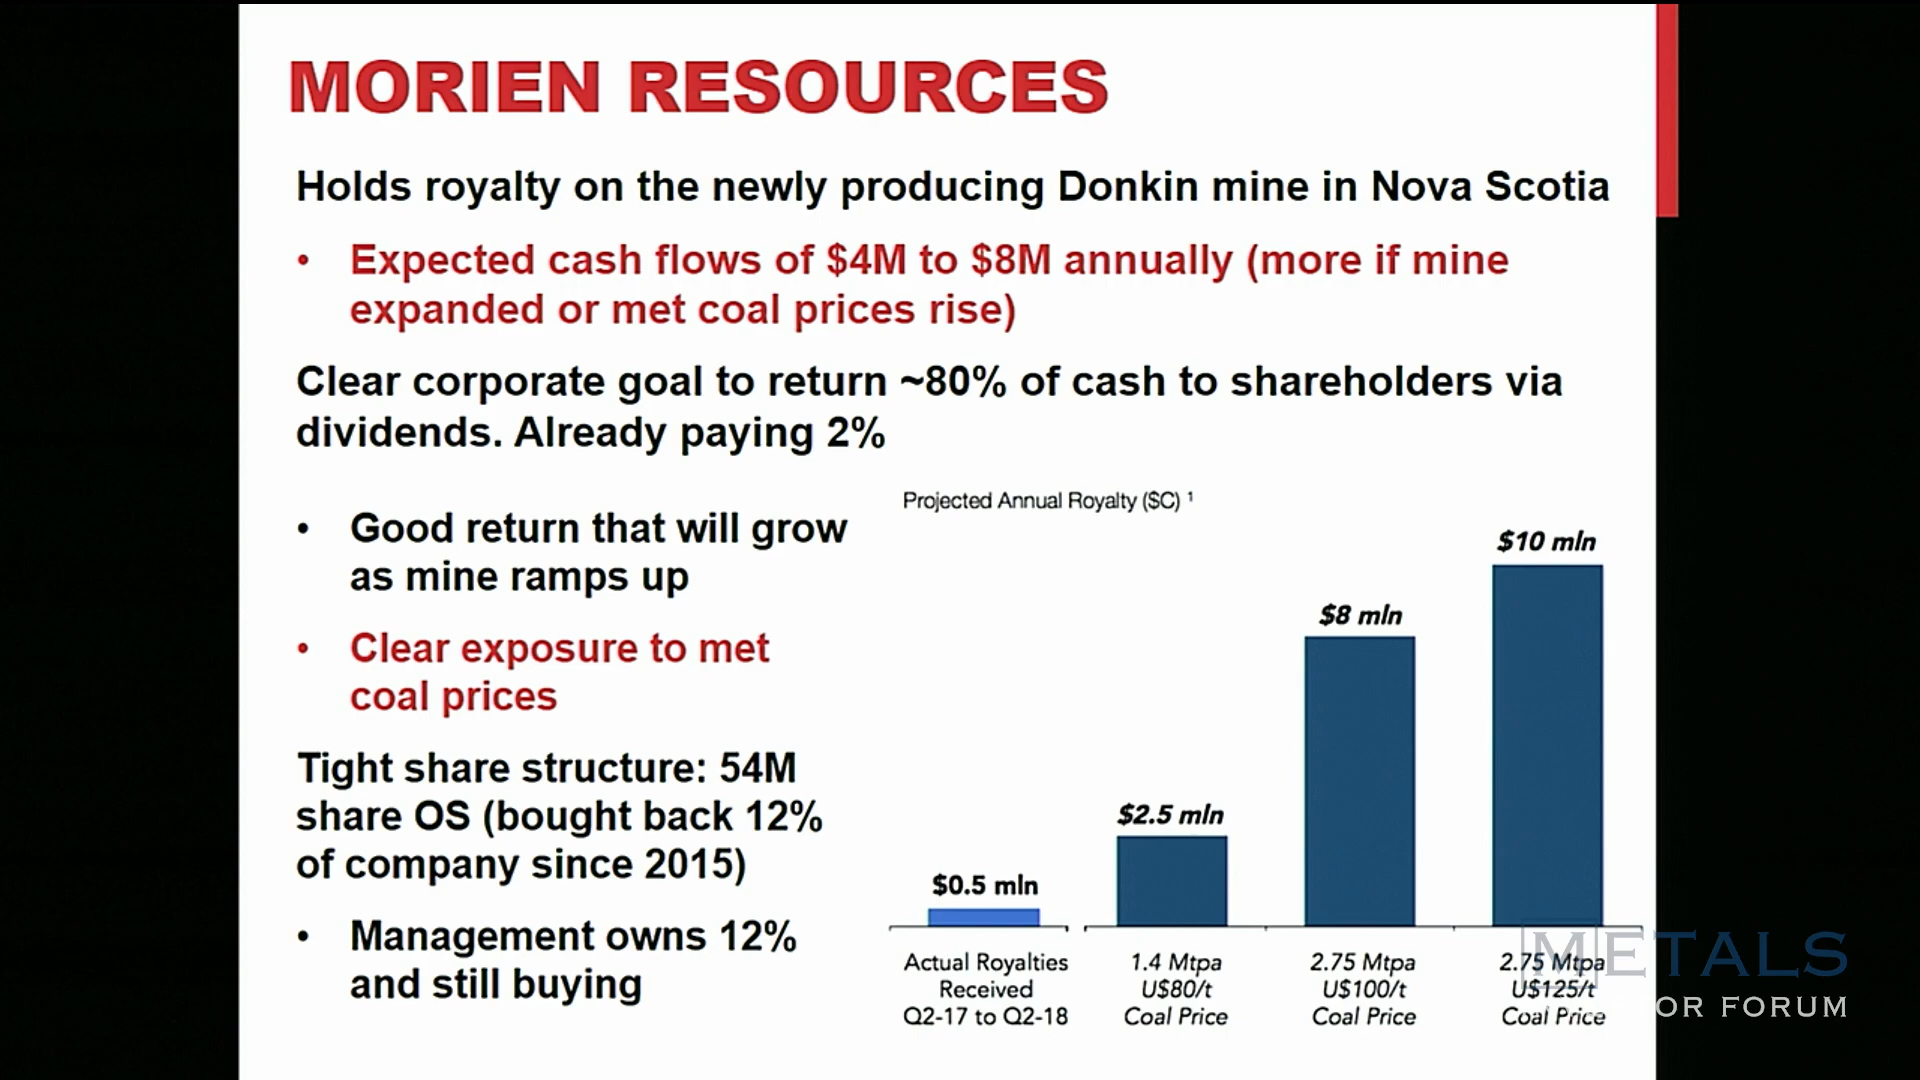 MORIEN RESOURCES
Holds royalty on the newly producing Donkin mine in Nova Scotia
• Expected cash flows of $4M to $8M annually (more if mine
expanded or met coal prices rise)
Clear corporate goal to return ~80% of cash to shareholders via
dividends. Already paying 2%
• Good return that will grow
as mine ramps up
• Clear exposure to met
coal prices
Tight share structure: 54M
share OS (bought back 12%
of company since 2015)
• Management owns 12%
and still buying
Projected Annual Royalty ($C) ¹
$0.5 mln
$2.5 mln
$8 mln
$10 mln
Actual Royalties
Received
Q2-17 to Q2-18
1.4 Mtpa
U$80/t
Coal Price
2.75 Mtpa
U$100/t
Coal Price
2.75 Mtpa
U$125/t
Coal Price
METALS
FORUM